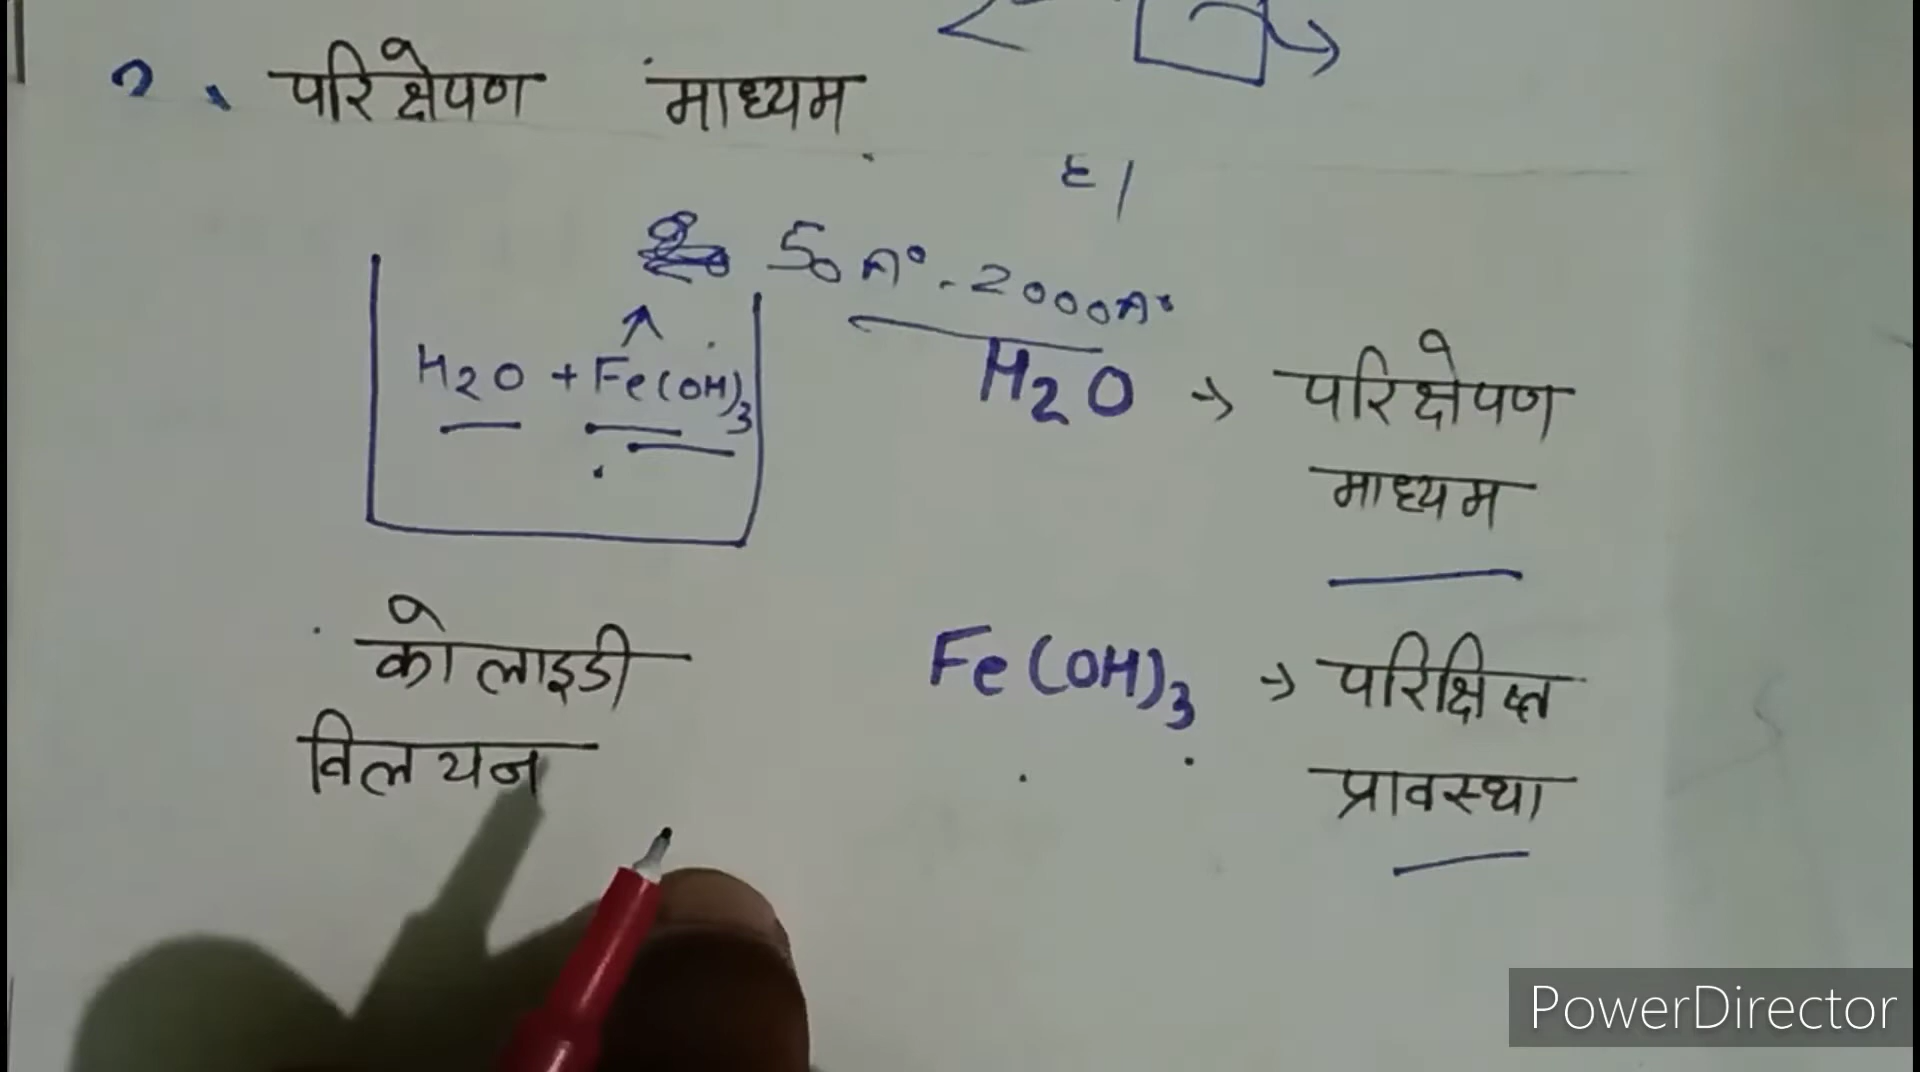 2. परिक्षेपण माध्यम
है।
50 A° - 2000A°
H2O + Fe(OH)3
H2O → परिक्षेपण
माध्यम
कोलाइडी
विलयन
Fe(OH)3 → परिक्षिप्त
प्रावस्था
PowerDirector